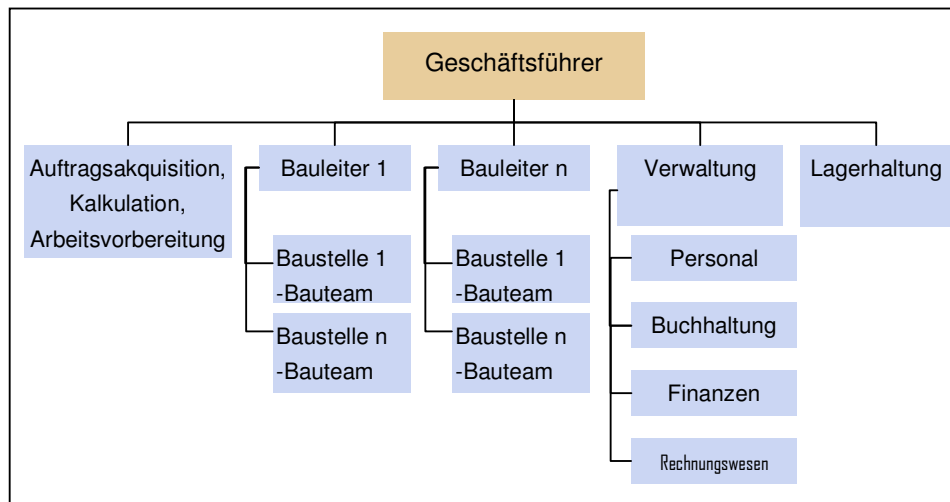 Geschäftsführer
Auftragsakquisition,
Kalkulation,
Arbeitsvorbereitung
Bauleiter 1
Baustelle 1
-Bauteam
Baustelle n
-Bauteam
Bauleiter n
Baustelle 1
-Bauteam
Baustelle n
-Bauteam
Verwaltung
Personal
Buchhaltung
Finanzen
Rechnungswesen
Lagerhaltung